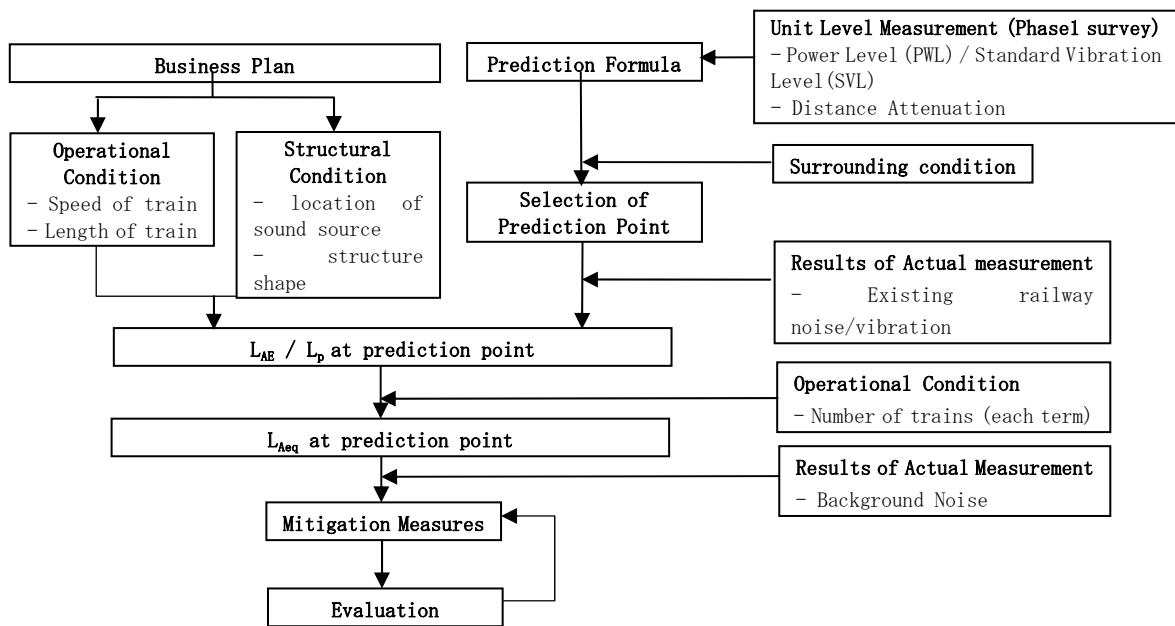 Business Plan
Operational
Condition
- Speed of train
- Length of train
Structural
Condition
- location of
sound source
- structure
shape
Prediction Formula
Unit Level Measurement (Phase1 survey)
- Power Level(PWL) / Standard Vibration
Level(SVL)
- Distance Attenuation
Surrounding condition
Selection of
Prediction Point
Results of Actual measurement
- Existing railway
noise/vibration
LAE / Lp at prediction point
Operational Condition
- Number of trains (each term)
LAeq at prediction point
Results of Actual Measurement
- Background Noise
Mitigation Measures
Evaluation